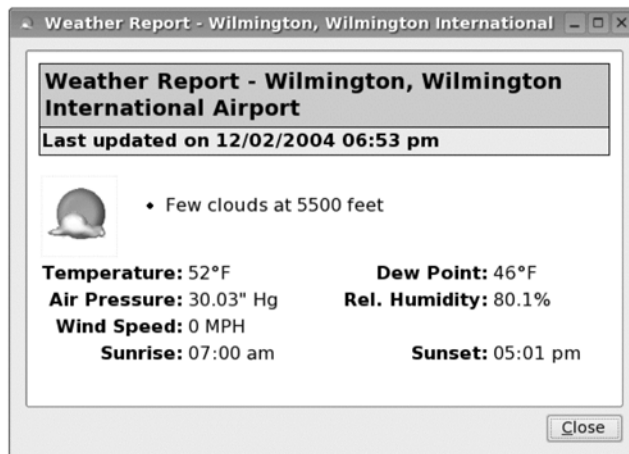 Weather Report - Wilmington, Wilmington International
Weather Report - Wilmington, Wilmington
International Airport
Last updated on 12/02/2004 06:53 pm
• Few clouds at 5500 feet
Temperature: 52°F Dew Point: 46°F
Air Pressure: 30.03" Hg Rel. Humidity: 80.1%
Wind Speed: 0 MPH
Sunrise: 07:00 am Sunset: 05:01 pm
Close